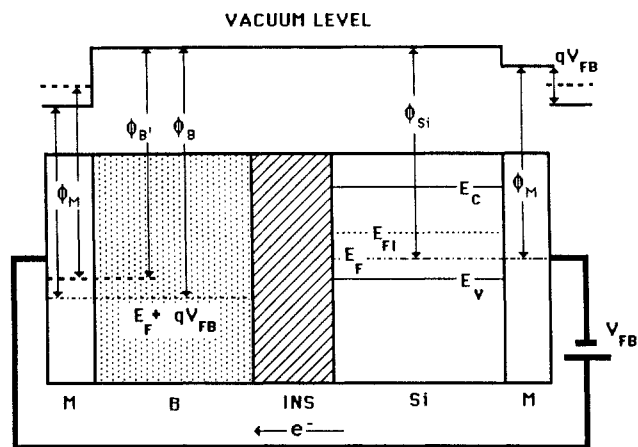 VACUUM LEVEL
qV_FB
ϕ_B'
ϕ_B
ϕ_Si
ϕ_M
ϕ_M
E_C
E_FI
E_F
E_V
E_F + qV_FB
V_FB
M
B
INS
Si
M
e⁻